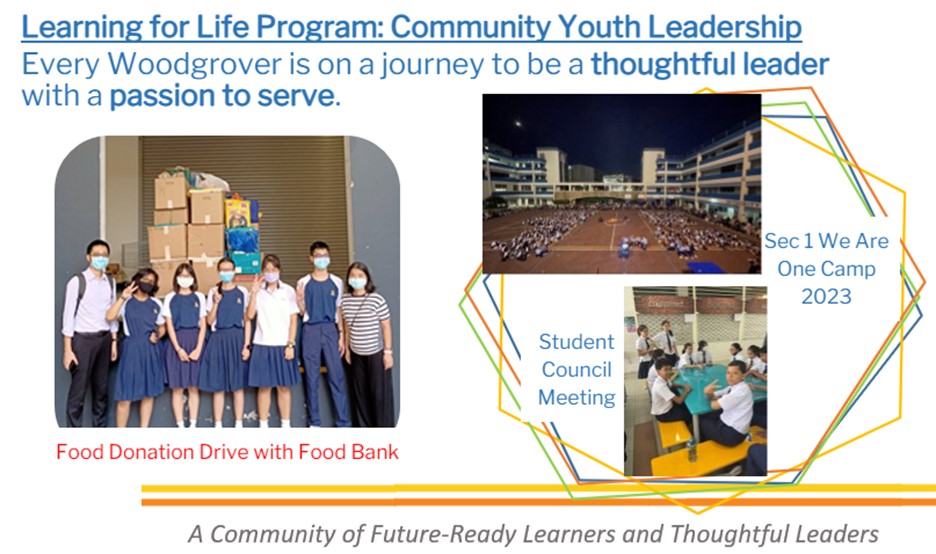 Learning for Life Program: Community Youth Leadership
Every Woodgrover is on a journey to be a thoughtful leader
with a passion to serve.
Sec 1 We Are
One Camp
2023
Student
Council
Meeting
Food Donation Drive with Food Bank
A Community of Future-Ready Learners and Thoughtful Leaders